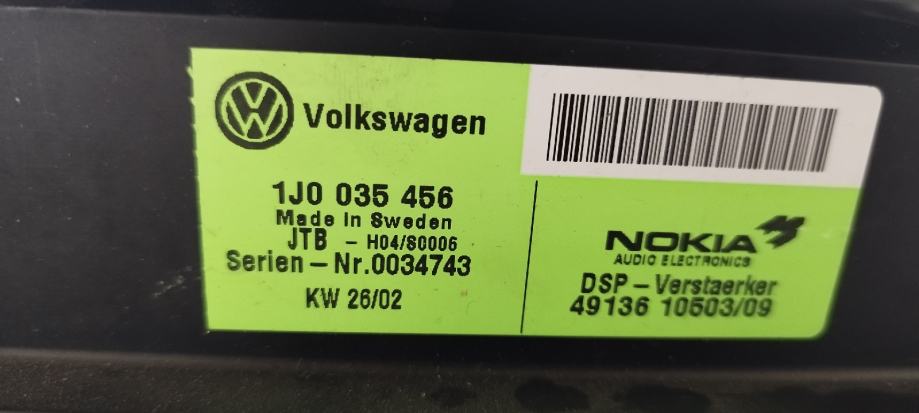 Volkswagen
1J0 035 456
Made in Sweden
JTB - H04/S0006
Serien-Nr.0034743
KW 26/02
NOKIA
AUDIO ELECTRONICS
DSP-Verstaerker
49136 10503/09